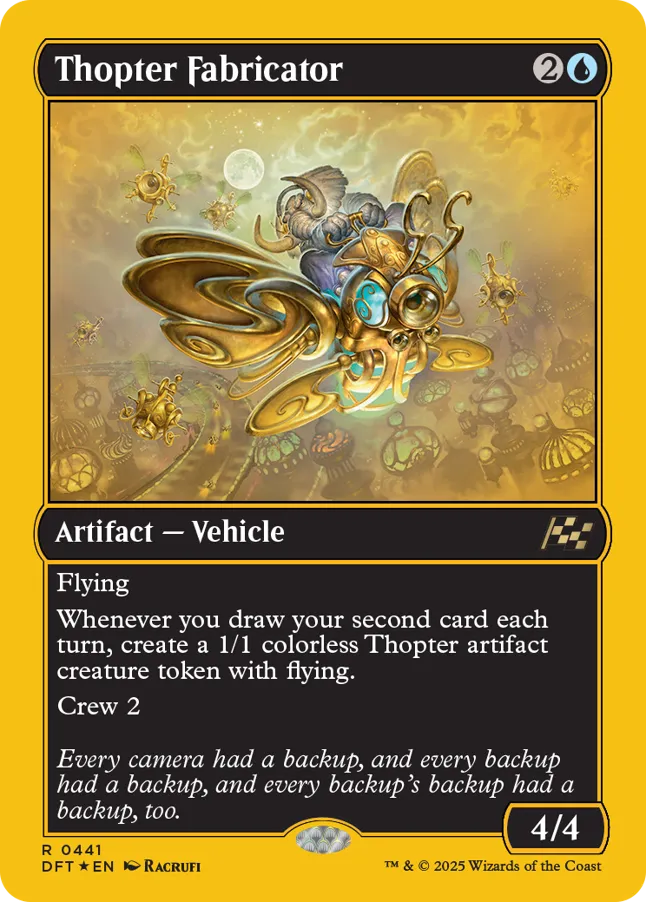 Thopter Fabricator 2
Artifact — Vehicle
Flying
Whenever you draw your second card each
turn, create a 1/1 colorless Thopter artifact
creature token with flying.
Crew 2
Every camera had a backup, and every backup
had a backup, and every backup's backup had a
backup, too.
4/4
R 0441
DFT★EN Racrufi
™ & © 2025 Wizards of the Coast